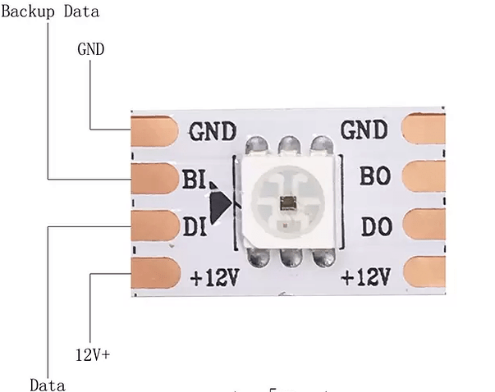 Backup Data
GND
GND GND
BI BO
DI DO
+12V +12V
12V+
Data